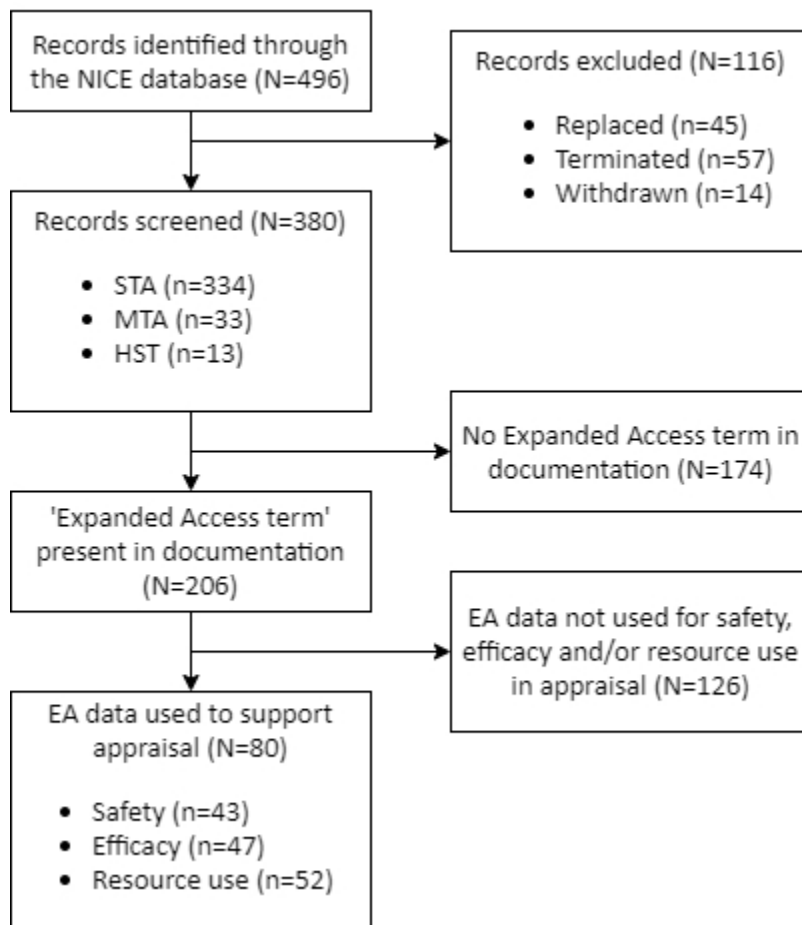 Records identified through
the NICE database (N=496)
Records excluded (N=116)
• Replaced (n=45)
• Terminated (n=57)
• Withdrawn (n=14)
Records screened (N=380)
• STA (n=334)
• MTA (n=33)
• HST (n=13)
No Expanded Access term in
documentation (N=174)
'Expanded Access term'
present in documentation
(N=206)
EA data not used for safety,
efficacy and/or resource use
in appraisal (N=126)
EA data used to support
appraisal (N=80)
• Safety (n=43)
• Efficacy (n=47)
• Resource use (n=52)